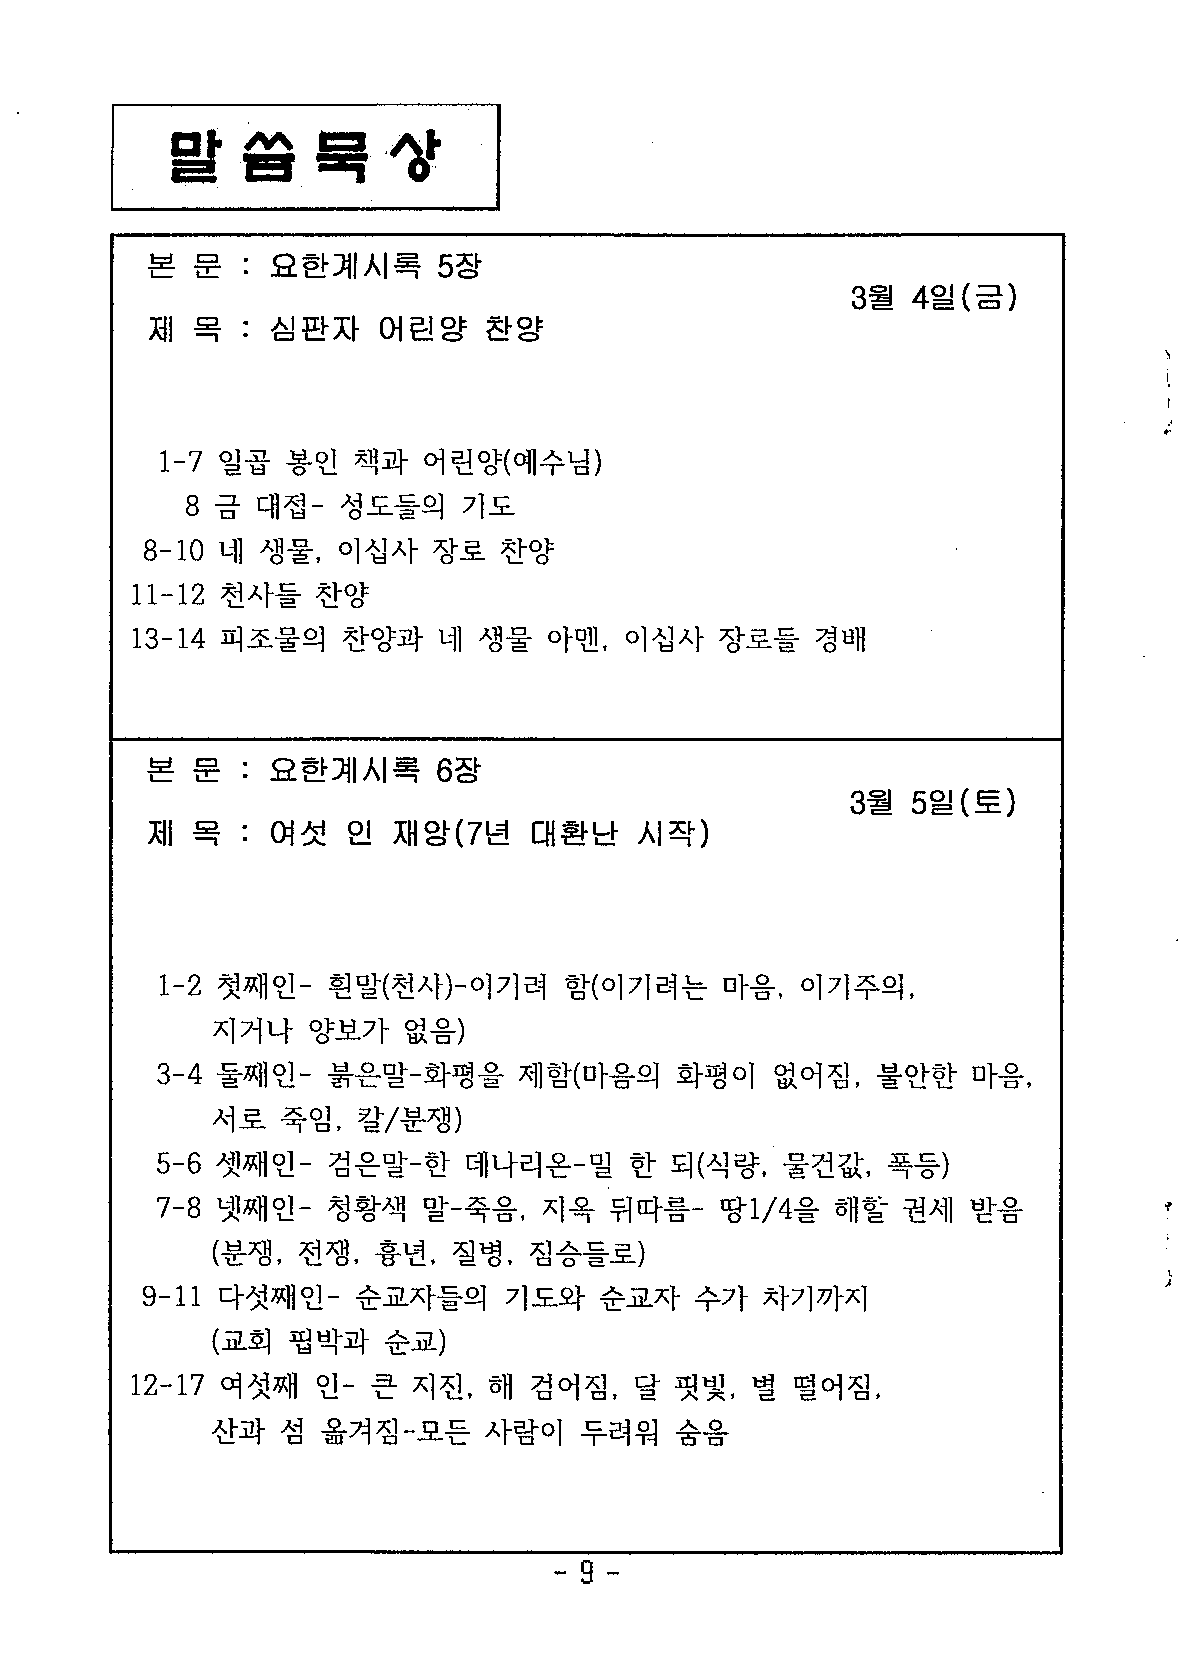 말씀묵상
본 문 : 요한계시록 5장
3월 4일(금)
제 목 : 심판자 어린양 찬양
1-7 일곱 봉인 책과 어린양(예수님)
8 금 대접- 성도들의 기도
8-10 네 생물, 이십사 장로 찬양
11-12 천사들 찬양
13-14 피조물의 찬양과 네 생물 아멘, 이십사 장로들 경배
본 문 : 요한계시록 6장
3월 5일(토)
제 목 : 여섯 인 재앙(7년 대환난 시작)
1-2 첫째인- 흰말(천사)-이기려 함(이기려는 마음, 이기주의,
지거나 양보가 없음)
3-4 둘째인- 붉은말-화평을 제함(마음의 화평이 없어짐, 불안한 마음,
서로 죽임, 칼/분쟁)
5-6 셋째인- 검은말-한 데나리온-밀 한 되(식량, 물건값, 폭등)
7-8 넷째인- 청황색 말-죽음, 지옥 뒤따름- 땅1/4을 해할 권세 받음
(분쟁, 전쟁, 흉년, 질병, 짐승들로)
9-11 다섯째인- 순교자들의 기도와 순교자 수가 차기까지
(교회 핍박과 순교)
12-17 여섯째 인- 큰 지진, 해 검어짐, 달 핏빛, 별 떨어짐,
산과 섬 옮겨짐-모든 사람이 두려워 숨음
- 9 -